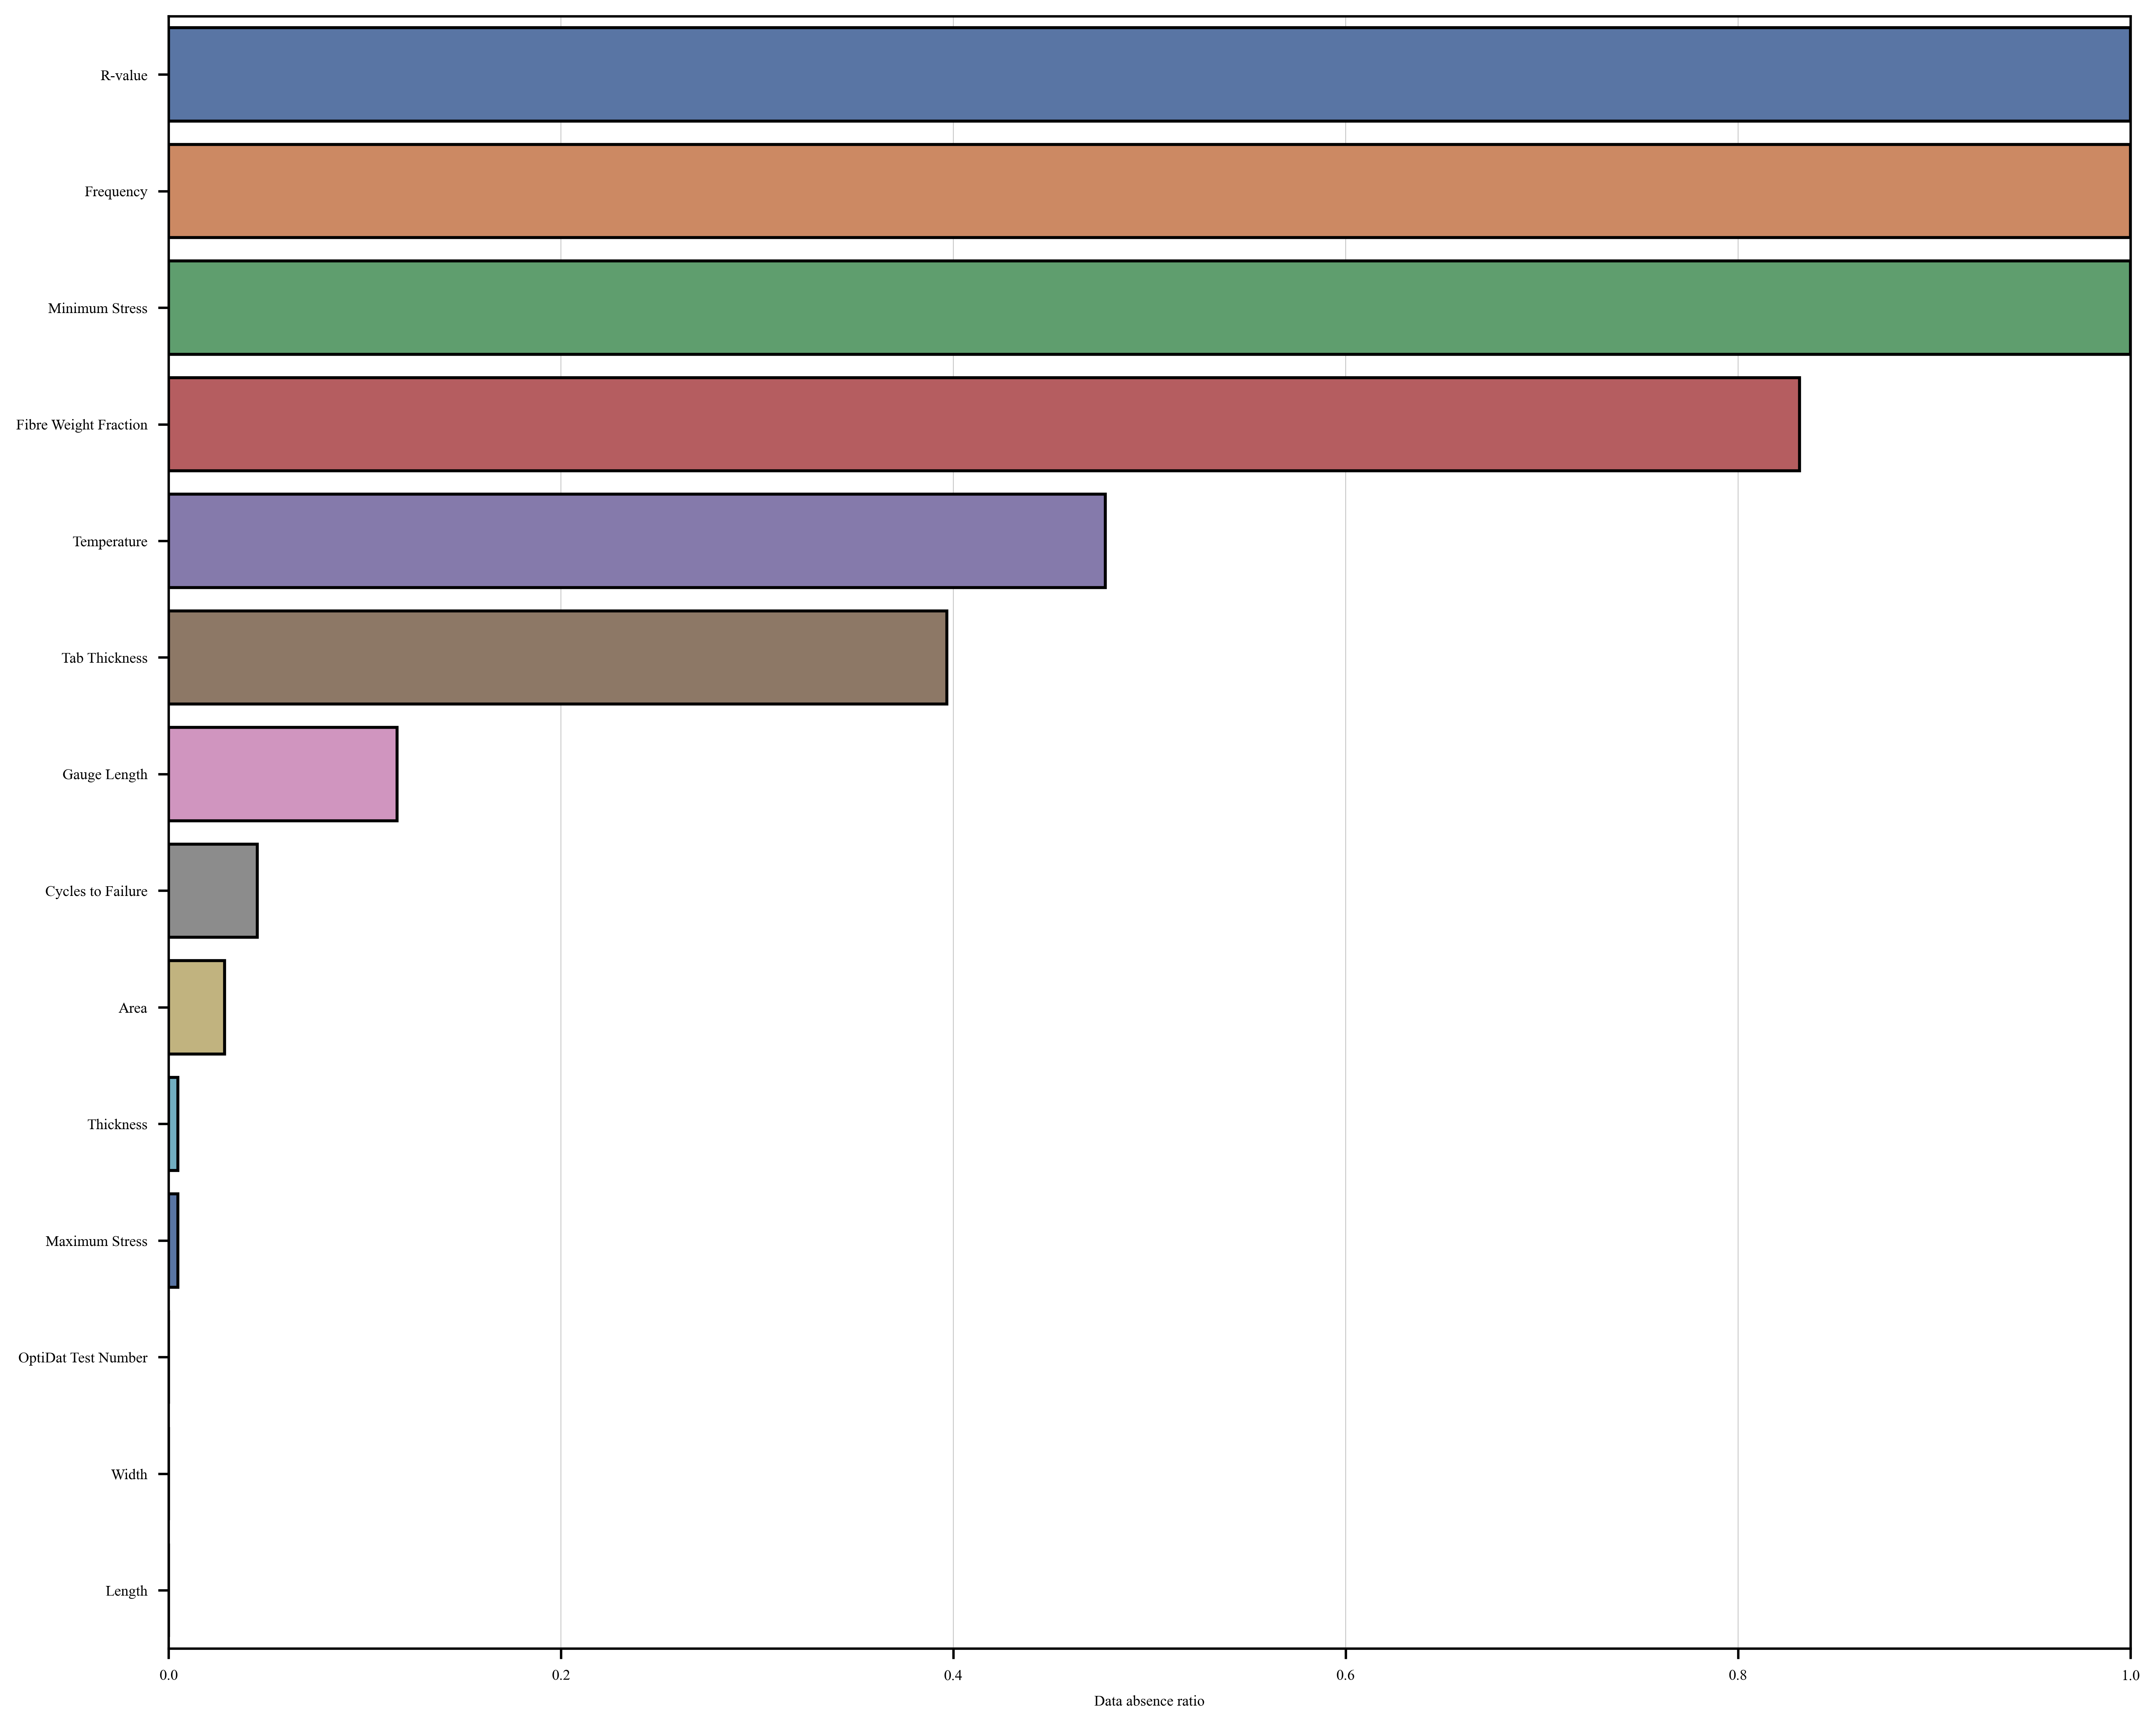 R-value
Frequency
Minimum Stress
Fibre Weight Fraction
Temperature
Tab Thickness
Gauge Length
Cycles to Failure
Area
Thickness
Maximum Stress
OptiDat Test Number
Width
Length
0.0 0.2 0.4 0.6 0.8 1.0
Data absence ratio